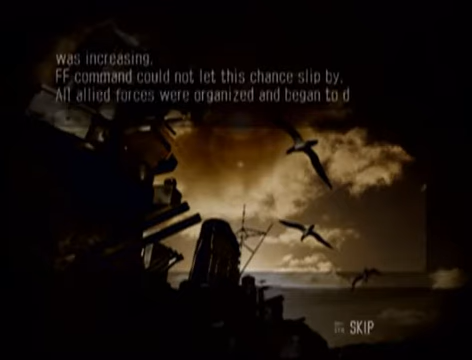 was increasing.
FF command could not let this chance slip by.
All allied forces were organized and began to d
SKIP